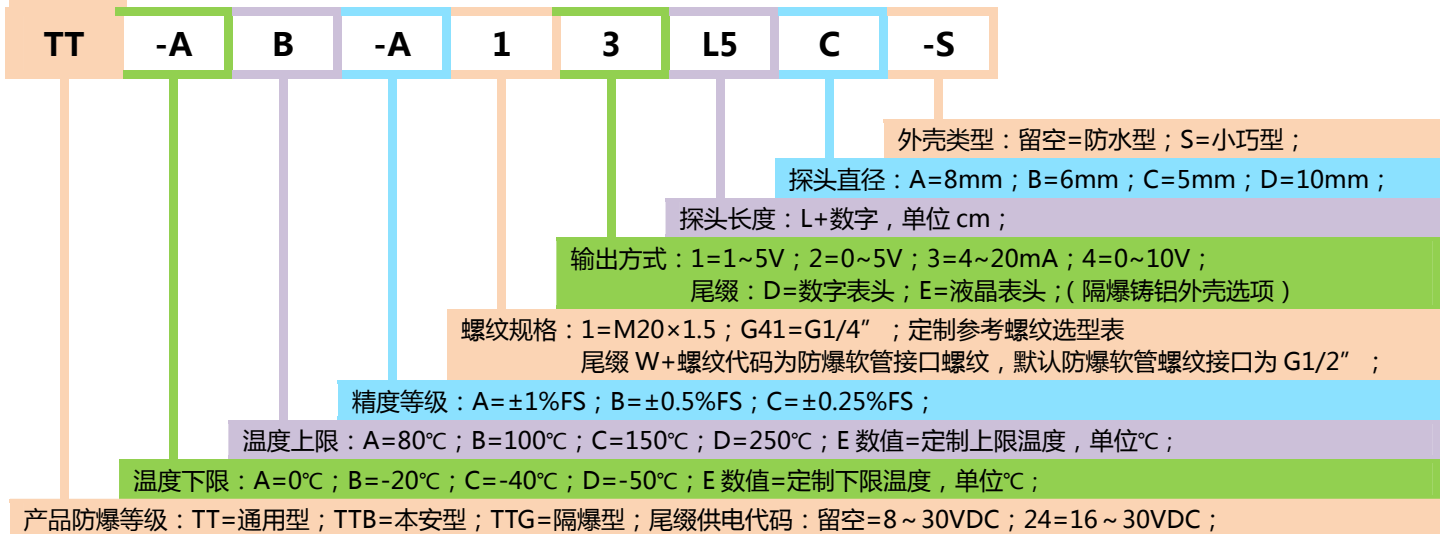 TT -A B -A 1 3 L5 C -S
外壳类型：留空=防水型；S=小巧型；
探头直径：A=8mm；B=6mm；C=5mm；D=10mm；
探头长度：L+数字，单位 cm；
输出方式：1=1~5V；2=0~5V；3=4~20mA；4=0~10V；
尾缀：D=数字表头；E=液晶表头；（隔爆铸铝外壳选项）
螺纹规格：1=M20×1.5；G41=G1/4”；定制参考螺纹选型表
尾缀 W+螺纹代码为防爆软管接口螺纹，默认防爆软管螺纹接口为 G1/2”；
精度等级：A=±1%FS；B=±0.5%FS；C=±0.25%FS；
温度上限：A=80℃；B=100℃；C=150℃；D=250℃；E 数值=定制上限温度，单位℃；
温度下限：A=0℃；B=-20℃；C=-40℃；D=-50℃；E 数值=定制下限温度，单位℃；
产品防爆等级：TT=通用型；TTB=本安型；TTG=隔爆型；尾缀供电代码：留空=8～30VDC；24=16～30VDC；